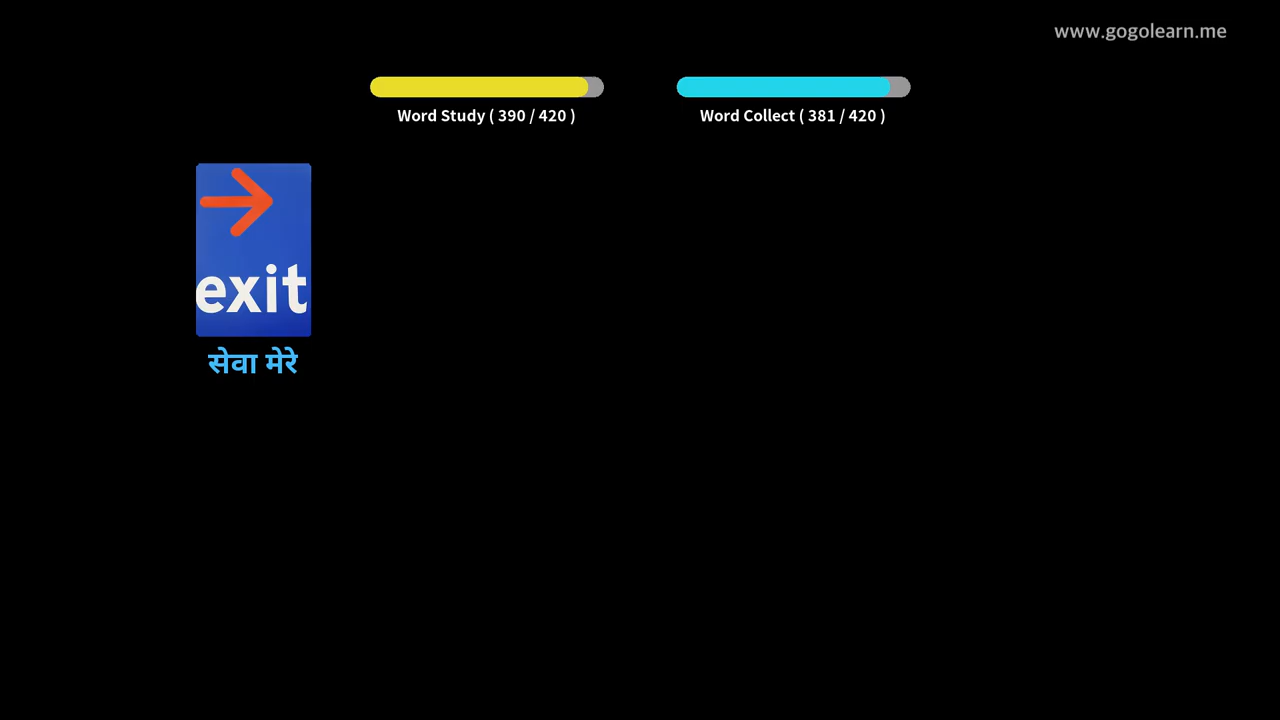 www.gogolearn.me
Word Study ( 390 / 420 )
Word Collect ( 381 / 420 )
exit
सेवा मेरे